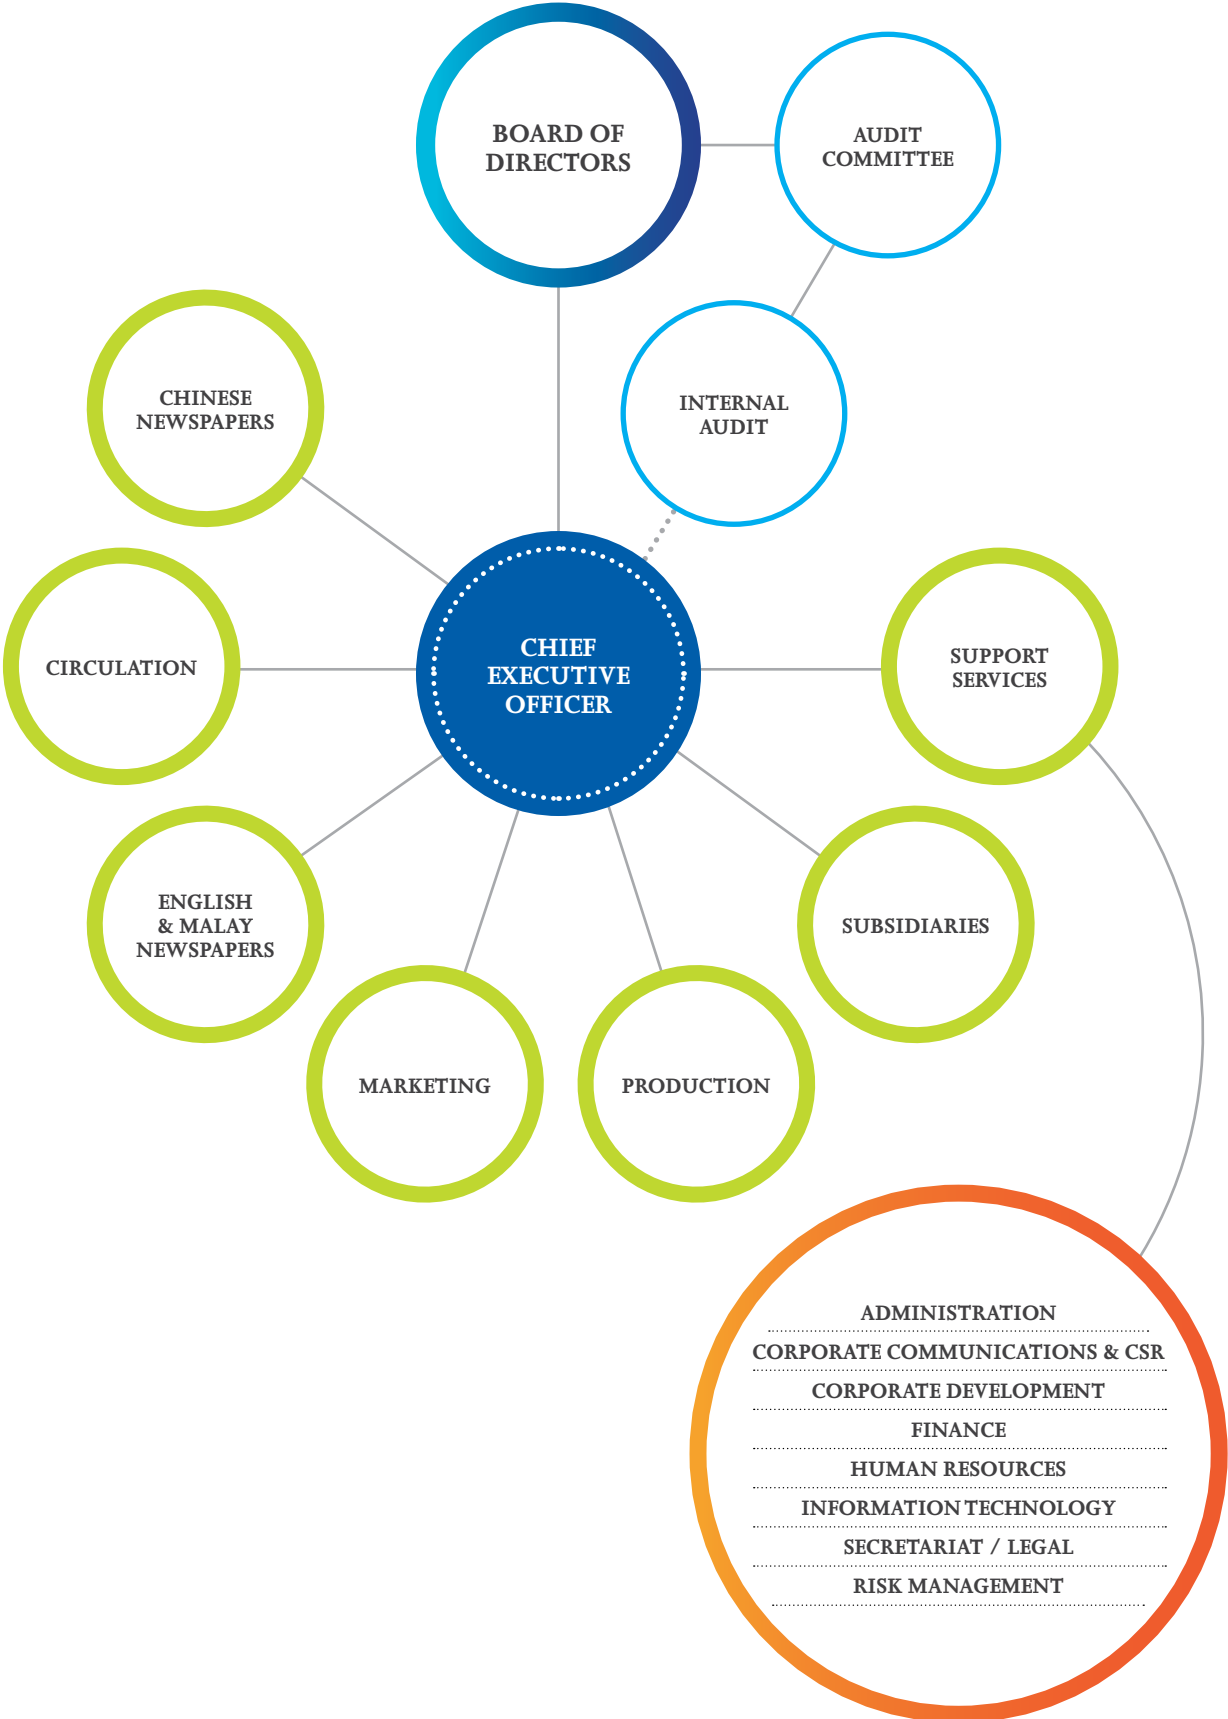 BOARD OF
DIRECTORS
AUDIT
COMMITTEE
INTERNAL
AUDIT
CHINESE
NEWSPAPERS
CIRCULATION
CHIEF
EXECUTIVE
OFFICER
SUPPORT
SERVICES
ENGLISH
& MALAY
NEWSPAPERS
SUBSIDIARIES
MARKETING
PRODUCTION
ADMINISTRATION
CORPORATE COMMUNICATIONS & CSR
CORPORATE DEVELOPMENT
FINANCE
HUMAN RESOURCES
INFORMATION TECHNOLOGY
SECRETARIAT / LEGAL
RISK MANAGEMENT